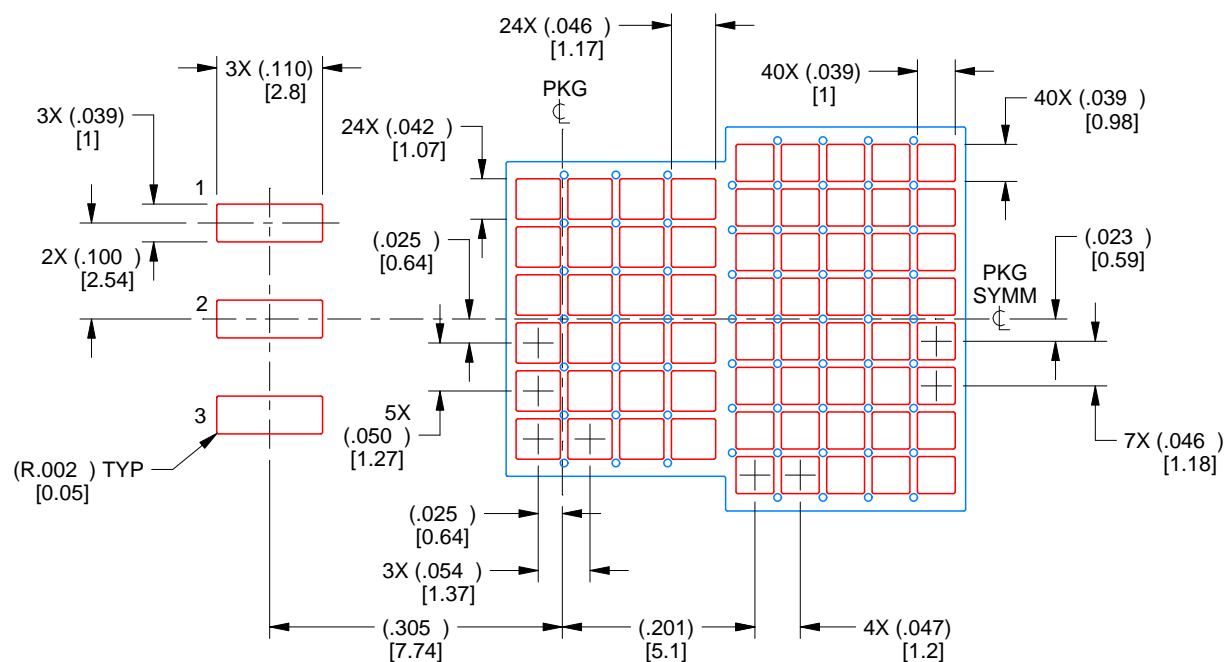 24X (.046 )
[1.17]
3X (.110)
[2.8]
40X (.039)
[1]
PKG
CL
3X (.039)
[1]
24X (.042 )
[1.07]
40X (.039 )
[0.98]
1
2X (.100 )
[2.54]
(.025 )
[0.64]
(.023 )
[0.59]
PKG
SYMM
CL
2
3
5X
(.050 )
[1.27]
7X (.046 )
[1.18]
(R.002 ) TYP
[0.05]
(.025 )
[0.64]
3X (.054 )
[1.37]
(.305 )
[7.74]
(.201)
[5.1]
4X (.047)
[1.2]